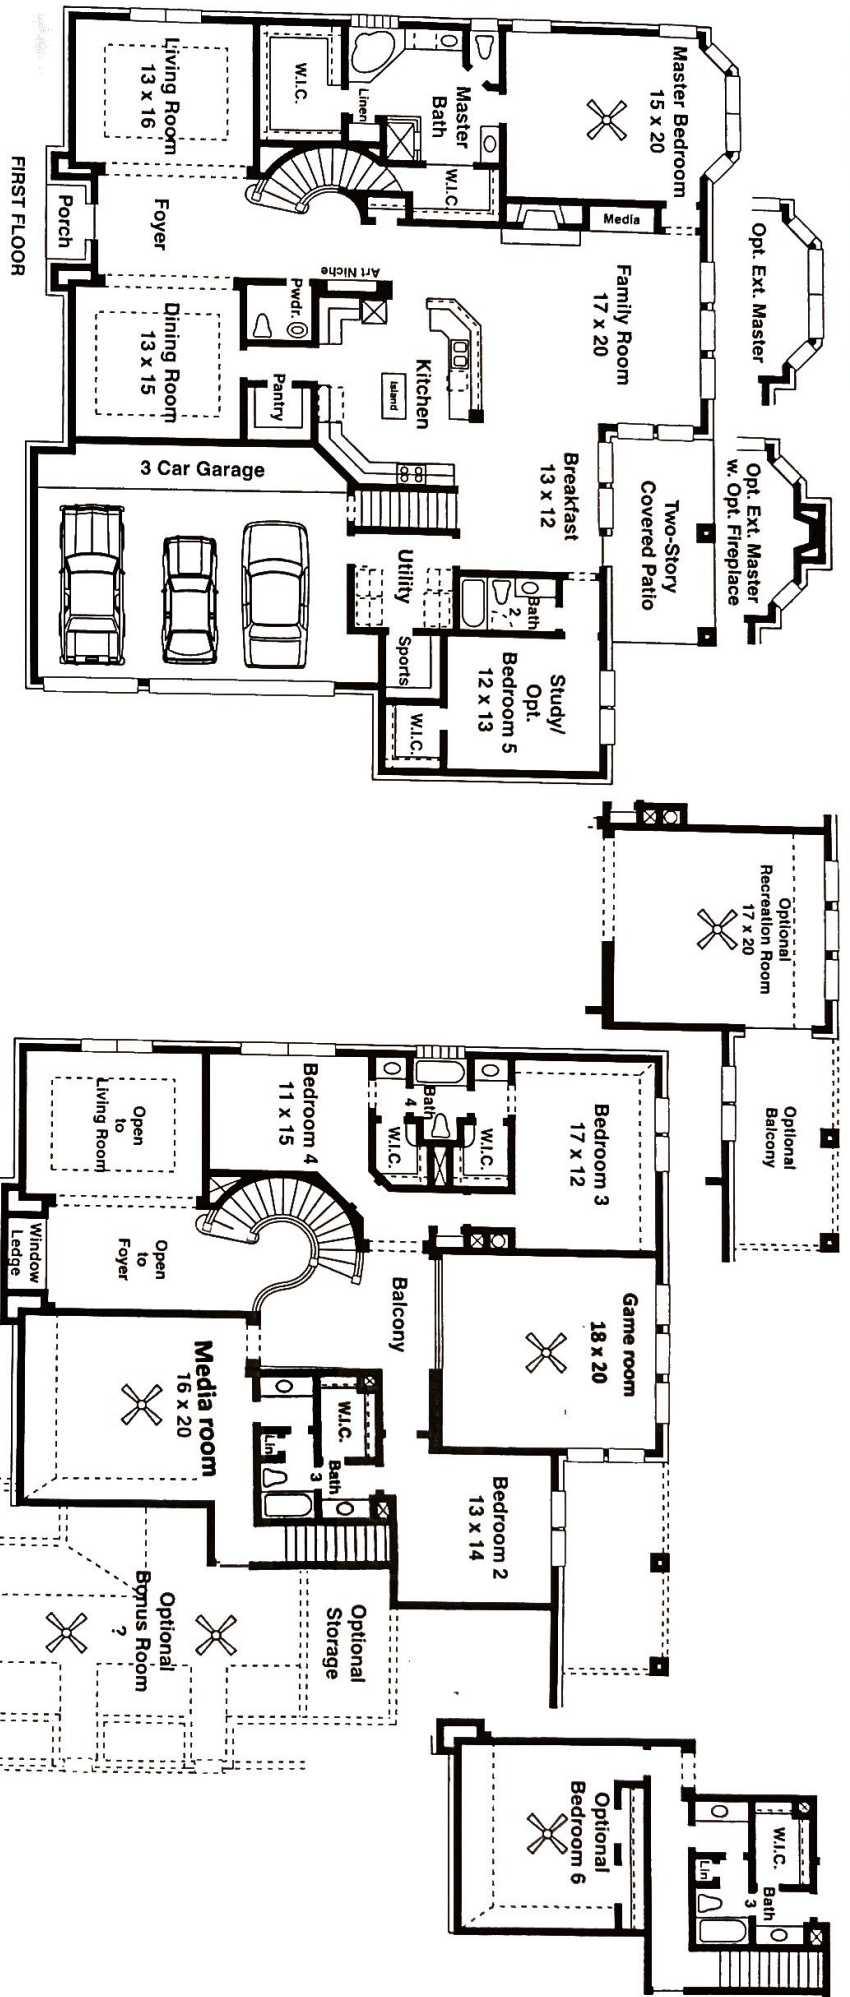 Opt. Ext. Master
Opt. Ext. Master
w. Opt. Fireplace
Master Bedroom
15 x 20
Media
Family Room
17 x 20
Two-Story
Covered Patio
Breakfast
13 x 12
Study/
Opt.
Bedroom 5
12 x 13
Bath
2
Master
Bath
W.I.C.
Linen
W.I.C.
Kitchen
Island
Art Niche
Utility
Sports
W.I.C.
Pwdr.
Pantry
Living Room
13 x 16
Foyer
Dining Room
13 x 15
3 Car Garage
Porch
FIRST FLOOR
Optional
Recreation Room
17 x 20
Optional
Balcony
Bedroom 3
17 x 12
Game room
18 x 20
Bath
4
W.I.C.
W.I.C.
Bedroom 4
11 x 15
Balcony
Bedroom 2
13 x 14
W.I.C.
Bath
3
Lin
Open
to
Living Room
Open
to
Foyer
Window
Ledge
Media room
16 x 20
Optional
Storage
Optional
Bonus Room
?
W.I.C.
Bath
3
Lin
Optional
Bedroom 6